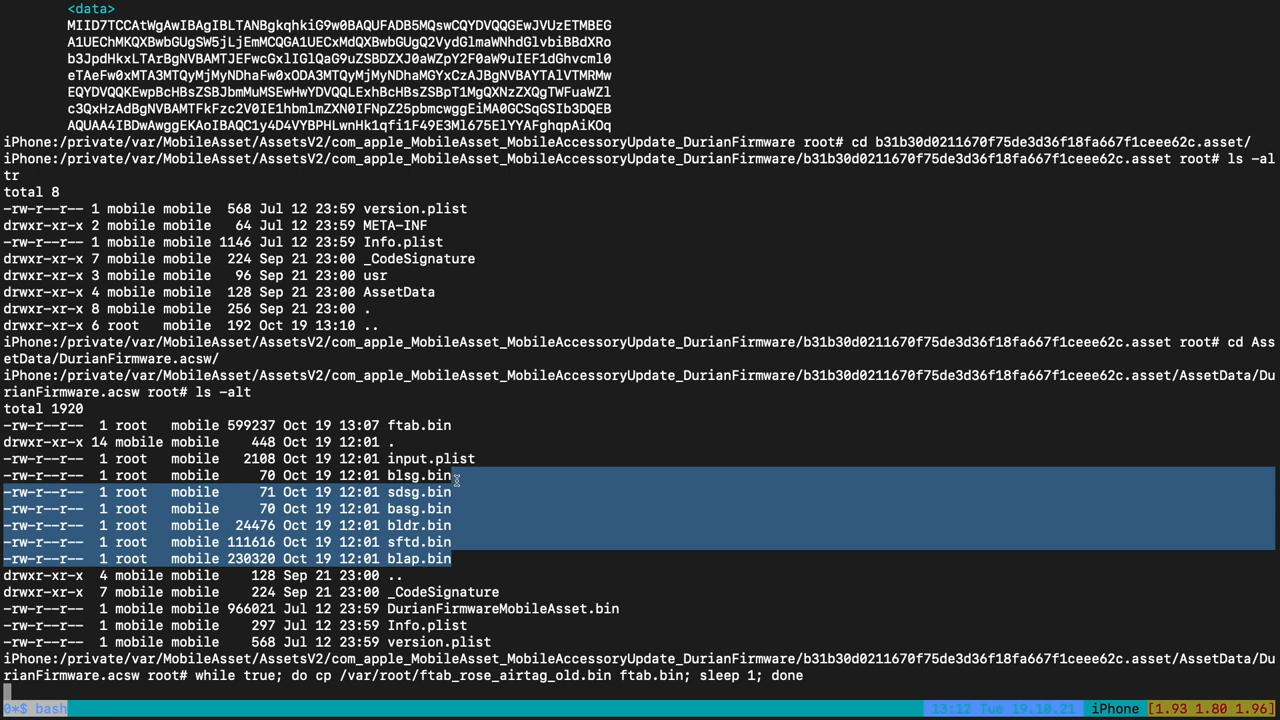 <data>
MIID7TCCAtWgAwIBAgIBLTANBgkqhkiG9w0BAQUFADB5MQswCQYDVQQGEwJVUzETMBEG
A1UEChMKQXBwbGUgSW5jLjEmMCQGA1UECxMdQXBwbGUgQ2VydGlmaWNhdGlvbiBBdXRo
b3JpdHkxLTArBgNVBAMTJEFwcGxlIGlQaG9uZSBDZXJ0aWZpY2F0aW9uIEF1dGhvcml0
eTAeFw0xMTA3MTQyMjMyNDhaFw0xODA3MTQyMjMyNDhaMGYxCzAJBgNVBAYTAlVTMRMw
EQYDVQQKEwpBcHBsZSBJbmMuMSEwHwYDVQQLExhBcHBsZSBpT1MgQXNzZXQgTWFuaWZl
c3QxHzAdBgNVBAMTFkFzc2V0IE1hbmlmZXN0IFNpZ25pbmcwggEiMA0GCSqGSIb3DQEB
AQUAA4IBDwAwggEKAoIBAQC1y4D4VYBPHLwnHk1qfi1F49E3Ml675ElYYAFghqpAiKOq
iPhone:/private/var/MobileAsset/AssetsV2/com_apple_MobileAsset_MobileAccessoryUpdate_DurianFirmware root# cd b31b30d0211670f75de3d36f18fa667f1ceee62c.asset/
iPhone:/private/var/MobileAsset/AssetsV2/com_apple_MobileAsset_MobileAccessoryUpdate_DurianFirmware/b31b30d0211670f75de3d36f18fa667f1ceee62c.asset root# ls -al
tr
total 8
-rw-r--r-- 1 mobile mobile  568 Jul 12 23:59 version.plist
drwxr-xr-x 2 mobile mobile   64 Jul 12 23:59 META-INF
-rw-r--r-- 1 mobile mobile 1146 Jul 12 23:59 Info.plist
drwxr-xr-x 7 mobile mobile  224 Sep 21 23:00 _CodeSignature
drwxr-xr-x 3 mobile mobile   96 Sep 21 23:00 usr
drwxr-xr-x 4 mobile mobile  128 Sep 21 23:00 AssetData
drwxr-xr-x 8 mobile mobile  256 Sep 21 23:00 .
drwxr-xr-x 6 root   mobile  192 Oct 19 13:10 ..
iPhone:/private/var/MobileAsset/AssetsV2/com_apple_MobileAsset_MobileAccessoryUpdate_DurianFirmware/b31b30d0211670f75de3d36f18fa667f1ceee62c.asset root# cd Ass
etData/DurianFirmware.acsw/
iPhone:/private/var/MobileAsset/AssetsV2/com_apple_MobileAsset_MobileAccessoryUpdate_DurianFirmware/b31b30d0211670f75de3d36f18fa667f1ceee62c.asset/AssetData/Du
rianFirmware.acsw root# ls -alt
total 1920
-rw-r--r--  1 root   mobile 599237 Oct 19 13:07 ftab.bin
drwxr-xr-x 14 mobile mobile    448 Oct 19 12:01 .
-rw-r--r--  1 root   mobile   2108 Oct 19 12:01 input.plist
-rw-r--r--  1 root   mobile     70 Oct 19 12:01 blsg.bin
-rw-r--r--  1 root   mobile     71 Oct 19 12:01 sdsg.bin
-rw-r--r--  1 root   mobile     70 Oct 19 12:01 basg.bin
-rw-r--r--  1 root   mobile  24476 Oct 19 12:01 bldr.bin
-rw-r--r--  1 root   mobile 111616 Oct 19 12:01 sftd.bin
-rw-r--r--  1 root   mobile 230320 Oct 19 12:01 blap.bin
drwxr-xr-x  4 mobile mobile    128 Sep 21 23:00 ..
drwxr-xr-x  7 mobile mobile    224 Sep 21 23:00 _CodeSignature
-rw-r--r--  1 mobile mobile 966021 Jul 12 23:59 DurianFirmwareMobileAsset.bin
-rw-r--r--  1 mobile mobile    297 Jul 12 23:59 Info.plist
-rw-r--r--  1 mobile mobile    568 Jul 12 23:59 version.plist
iPhone:/private/var/MobileAsset/AssetsV2/com_apple_MobileAsset_MobileAccessoryUpdate_DurianFirmware/b31b30d0211670f75de3d36f18fa667f1ceee62c.asset/AssetData/Du
rianFirmware.acsw root# while true; do cp /var/root/ftab_rose_airtag_old.bin ftab.bin; sleep 1; done
0*$ bash 13:12 Tue 19.10.21 iPhone [1.93 1.80 1.96]